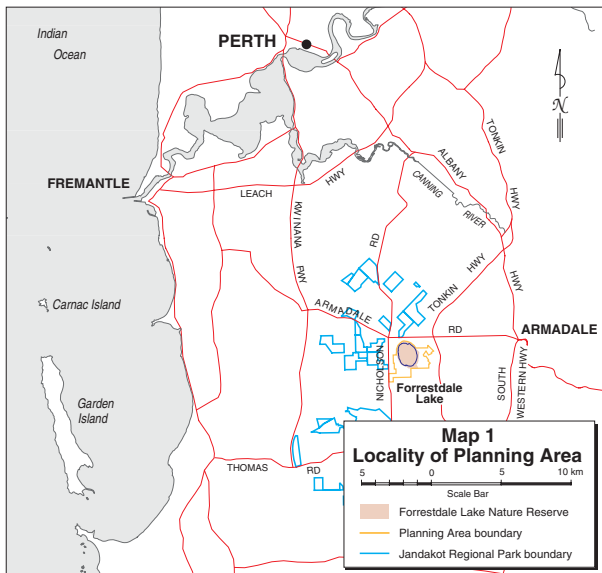 Indian
Ocean
PERTH
N
TONKIN
HWY
ALBANY
HWY
CANNING
RIVER
FREMANTLE
LEACH
HWY
KWINANA
FWY
RD
TONKIN
HWY
HWY
Carnac Island
ARMADALE
RD
ARMADALE
NICHOLSON
Forrestdale
Lake
SOUTH
WESTERN HWY
Garden
Island
THOMAS
RD
Map 1
Locality of Planning Area
5 0 5 10 km
Scale Bar
Forrestdale Lake Nature Reserve
Planning Area boundary
Jandakot Regional Park boundary